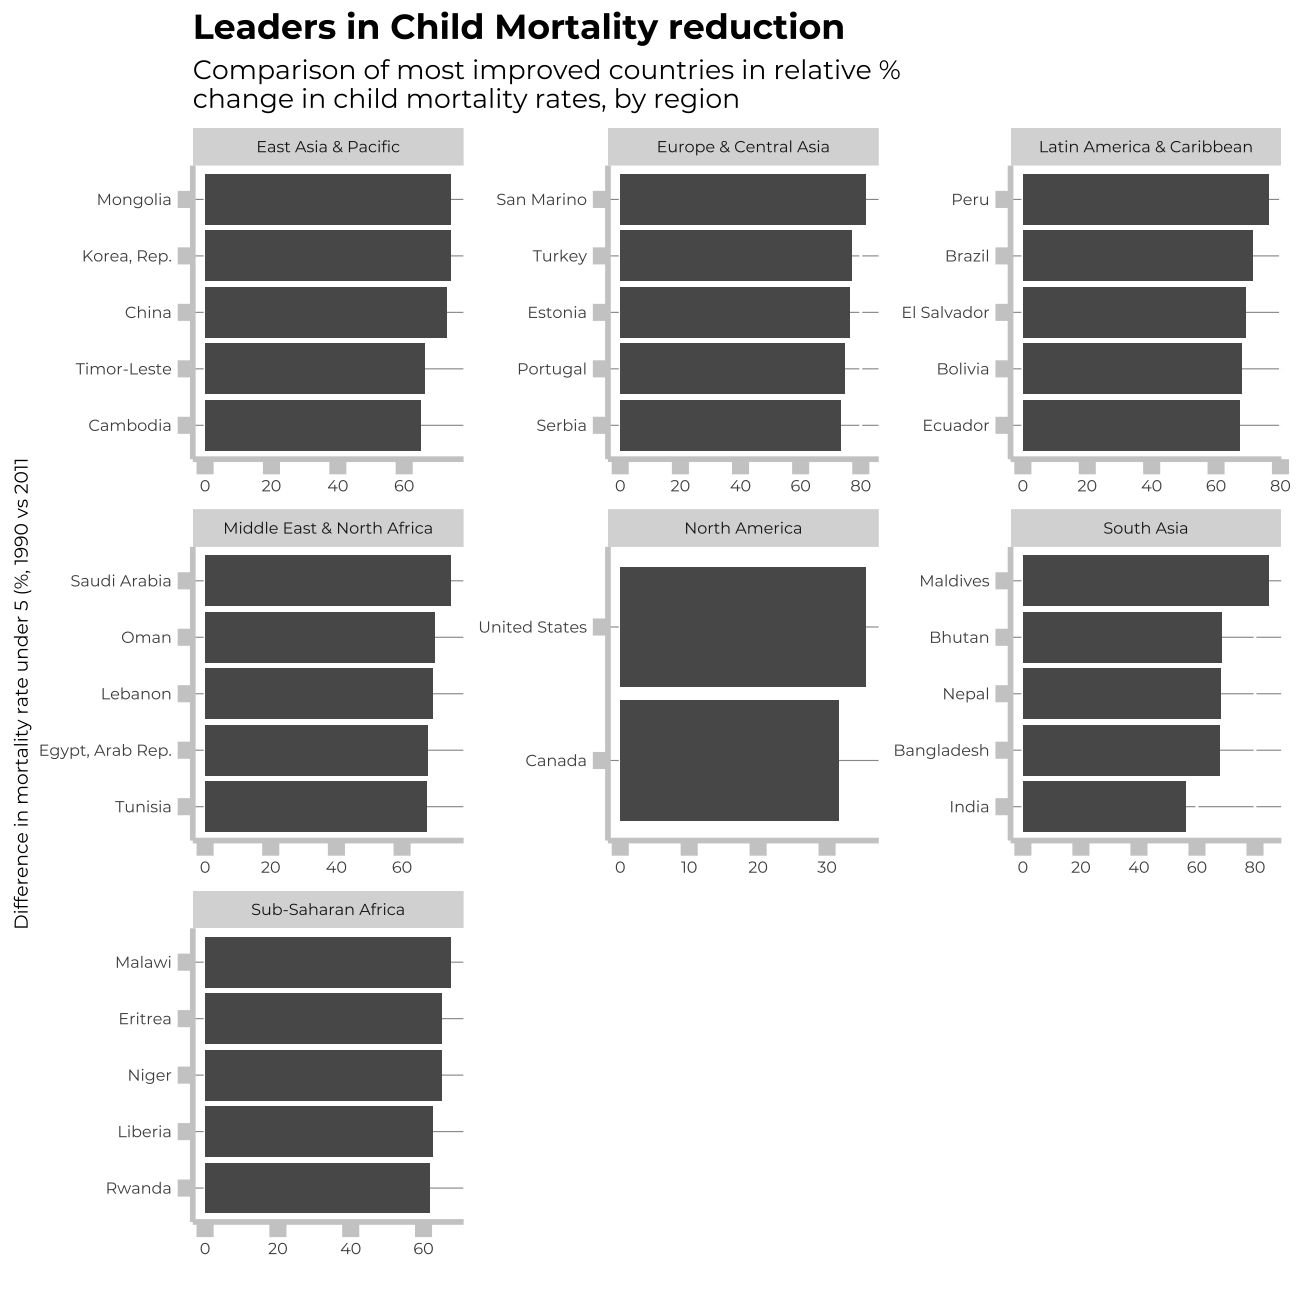 Leaders in Child Mortality reduction
Comparison of most improved countries in relative %
change in child mortality rates, by region
Difference in mortality rate under 5 (%, 1990 vs 2011
East Asia & Pacific
Mongolia
Korea, Rep.
China
Timor-Leste
Cambodia
0 20 40 60
Europe & Central Asia
San Marino
Turkey
Estonia
Portugal
Serbia
0 20 40 60 80
Latin America & Caribbean
Peru
Brazil
El Salvador
Bolivia
Ecuador
0 20 40 60 80
Middle East & North Africa
Saudi Arabia
Oman
Lebanon
Egypt, Arab Rep.
Tunisia
0 20 40 60
North America
United States
Canada
0 10 20 30
South Asia
Maldives
Bhutan
Nepal
Bangladesh
India
0 20 40 60 80
Sub-Saharan Africa
Malawi
Eritrea
Niger
Liberia
Rwanda
0 20 40 60